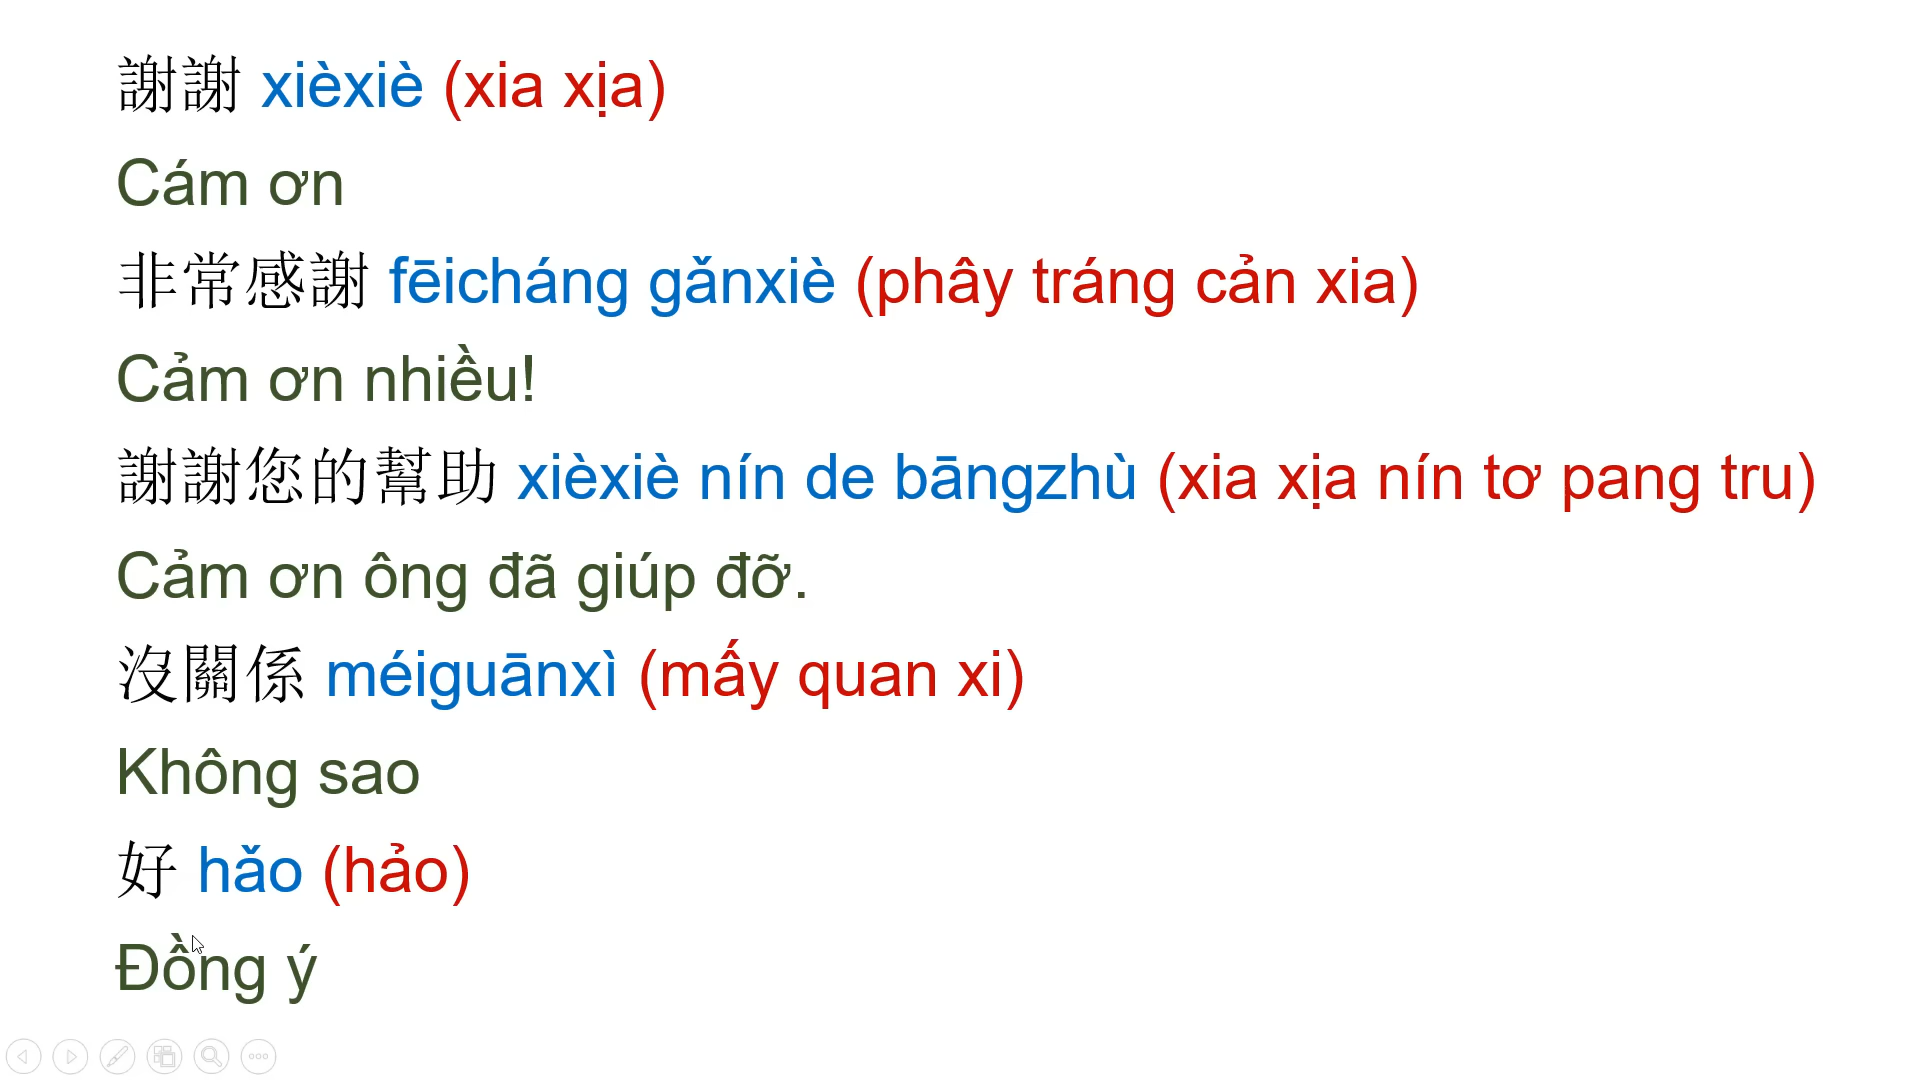 謝謝 xièxiè (xia xịa)
Cám ơn
非常感謝 fēicháng gǎnxiè (phây tráng cản xia)
Cảm ơn nhiều!
謝謝您的幫助 xièxiè nín de bāngzhù (xia xịa nín tơ pang tru)
Cảm ơn ông đã giúp đỡ.
沒關係 méiguānxì (mấy quan xi)
Không sao
好 hǎo (hảo)
Đồng ý